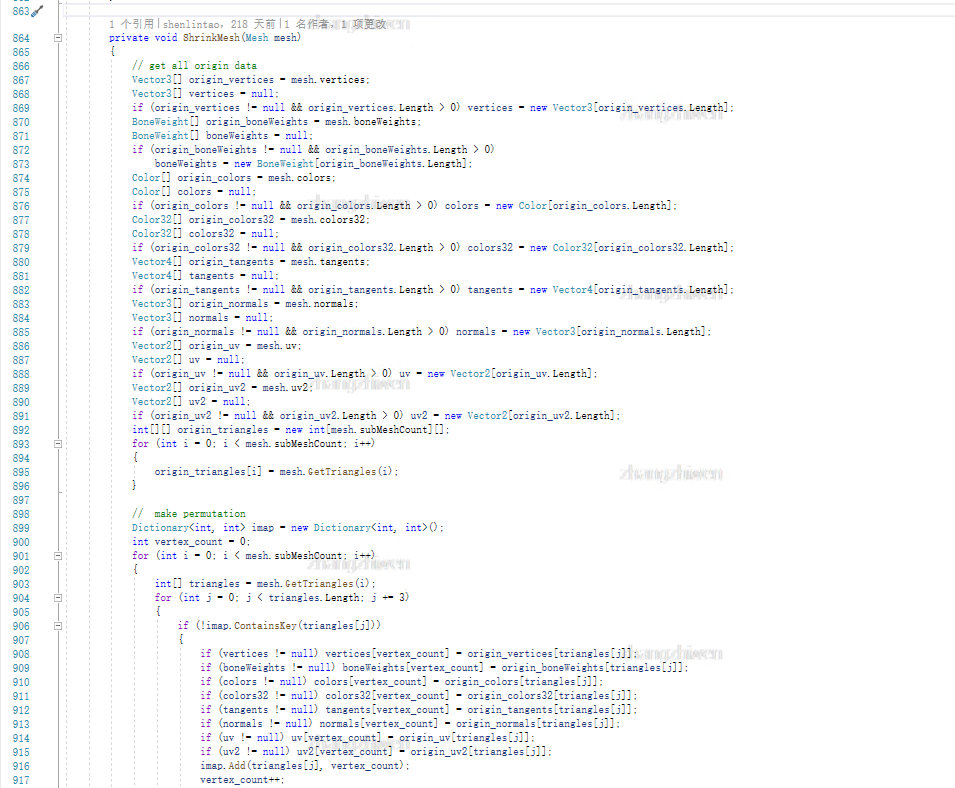 863
1 个引用|shenlintao，218 天前|1 名作者，1 项更改
864 private void ShrinkMesh(Mesh mesh)
865 {
866 // get all origin data
867 Vector3[] origin_vertices = mesh.vertices;
868 Vector3[] vertices = null;
869 if (origin_vertices != null && origin_vertices.Length > 0) vertices = new Vector3[origin_vertices.Length];
870 BoneWeight[] origin_boneWeights = mesh.boneWeights;
871 BoneWeight[] boneWeights = null;
872 if (origin_boneWeights != null && origin_boneWeights.Length > 0)
873 boneWeights = new BoneWeight[origin_boneWeights.Length];
874 Color[] origin_colors = mesh.colors;
875 Color[] colors = null;
876 if (origin_colors != null && origin_colors.Length > 0) colors = new Color[origin_colors.Length];
877 Color32[] origin_colors32 = mesh.colors32;
878 Color32[] colors32 = null;
879 if (origin_colors32 != null && origin_colors32.Length > 0) colors32 = new Color32[origin_colors32.Length];
880 Vector4[] origin_tangents = mesh.tangents;
881 Vector4[] tangents = null;
882 if (origin_tangents != null && origin_tangents.Length > 0) tangents = new Vector4[origin_tangents.Length];
883 Vector3[] origin_normals = mesh.normals;
884 Vector3[] normals = null;
885 if (origin_normals != null && origin_normals.Length > 0) normals = new Vector3[origin_normals.Length];
886 Vector2[] origin_uv = mesh.uv;
887 Vector2[] uv = null;
888 if (origin_uv != null && origin_uv.Length > 0) uv = new Vector2[origin_uv.Length];
889 Vector2[] origin_uv2 = mesh.uv2;
890 Vector2[] uv2 = null;
891 if (origin_uv2 != null && origin_uv2.Length > 0) uv2 = new Vector2[origin_uv2.Length];
892 int[][] origin_triangles = new int[mesh.subMeshCount][];
893 for (int i = 0; i < mesh.subMeshCount; i++)
894 {
895 origin_triangles[i] = mesh.GetTriangles(i);
896 }
897
898 // make permutation
899 Dictionary<int, int> imap = new Dictionary<int, int>();
900 int vertex_count = 0;
901 for (int i = 0; i < mesh.subMeshCount; i++)
902 {
903 int[] triangles = mesh.GetTriangles(i);
904 for (int j = 0; j < triangles.Length; j += 3)
905 {
906 if (!imap.ContainsKey(triangles[j]))
907 {
908 if (vertices != null) vertices[vertex_count] = origin_vertices[triangles[j]];
909 if (boneWeights != null) boneWeights[vertex_count] = origin_boneWeights[triangles[j]];
910 if (colors != null) colors[vertex_count] = origin_colors[triangles[j]];
911 if (colors32 != null) colors32[vertex_count] = origin_colors32[triangles[j]];
912 if (tangents != null) tangents[vertex_count] = origin_tangents[triangles[j]];
913 if (normals != null) normals[vertex_count] = origin_normals[triangles[j]];
914 if (uv != null) uv[vertex_count] = origin_uv[triangles[j]];
915 if (uv2 != null) uv2[vertex_count] = origin_uv2[triangles[j]];
916 imap.Add(triangles[j], vertex_count);
917 vertex_count++;